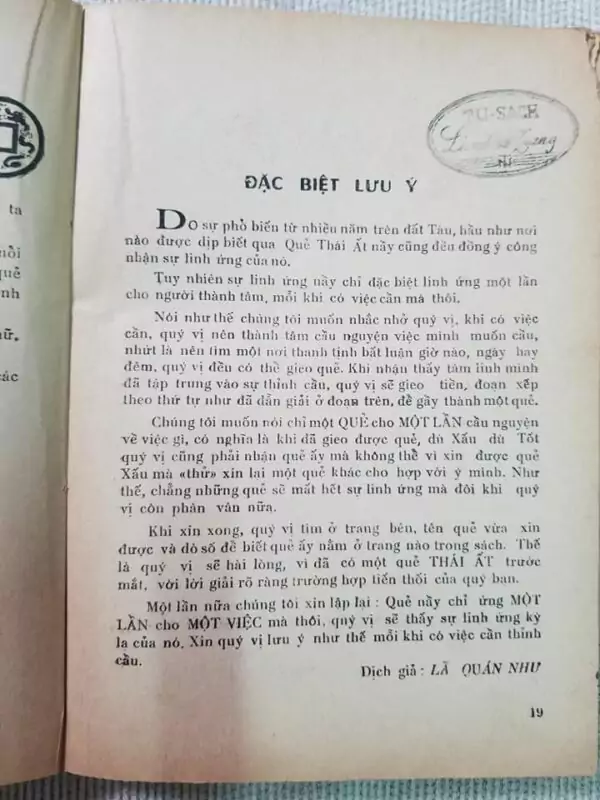 ta
nh
các
TỦ-SÁCH
ĐẶC BIỆT LƯU Ý
Do sự phổ biến từ nhiều năm trên đất Tàu, hầu như nơi
nào được dịp biết qua Quẻ Thái Ất nầy cũng đều đồng ý công
nhận sự linh ứng của nó.
Tuy nhiên sự linh ứng nầy chỉ đặc biệt linh ứng một lần
cho người thành tâm, mỗi khi có việc cần mà thôi.
Nói như thế chúng tôi muốn nhắc nhở quý vị, khi có việc
cần, quý vị nên thành tâm cầu nguyện việc mình muốn cầu,
nhứt là nên tìm một nơi thanh tịnh bất luận giờ nào, ngày hay
đêm, quý vị đều có thể gieo quẻ. Khi nhận thấy tâm linh mình
đã tập trung vào sự thỉnh cầu, quý vị sẽ gieo tiền, đoạn xếp
theo thứ tự như đã dẫn giải ở đoạn trên, để gầy thành một quẻ.
Chúng tôi muốn nói chỉ một QUẺ cho MỘT LẦN cầu nguyện
về việc gì, có nghĩa là khi đã gieo được quẻ, dù Xấu dù Tốt
quý vị cũng phải nhận quẻ ấy mà không thể vì xin được quẻ
Xấu mà «thử» xin lại một quẻ khác cho hợp với ý mình. Như
thế, chẳng những quẻ sẽ mất hết sự linh ứng mà đôi khi quý
vị còn phân vân nữa.
Khi xin xong, quý vị tìm ở trang bên, tên quẻ vừa xin
được và dò số để biết quẻ ấy nằm ở trang nào trong sách. Thế
là quý vị sẽ hài lòng, vì đã có một quẻ THÁI ẤT trước
mắt, với lời giải rõ ràng trường hợp tiến thối của quý bạn.
Một lần nữa chúng tôi xin lập lại : Quẻ nầy chỉ ứng MỘT
LẦN cho MỘT VIỆC mà thôi, quý vị sẽ thấy sự linh ứng kỳ
lạ của nó. Xin quý vị lưu ý như thế mỗi khi có việc cần thỉnh
cầu.
Dịch giả : LÃ QUÁN NHƯ
19